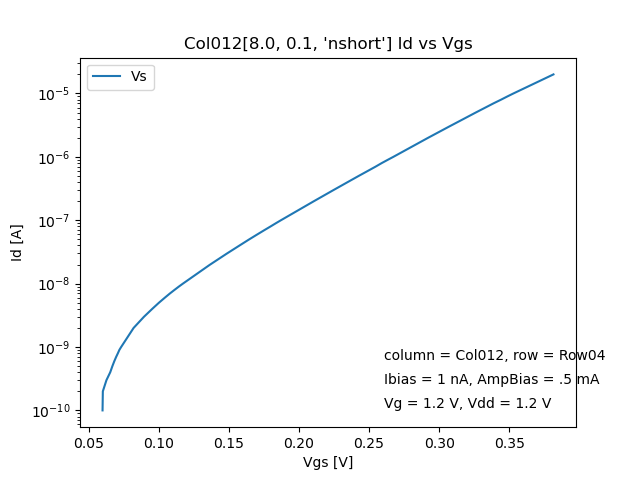 Col012[8.0, 0.1, 'nshort'] Id vs Vgs
Vs
10⁻⁵
10⁻⁶
10⁻⁷
10⁻⁸
10⁻⁹
10⁻¹⁰
Id [A]
column = Col012, row = Row04
Ibias = 1 nA, AmpBias = .5 mA
Vg = 1.2 V, Vdd = 1.2 V
0.05 0.10 0.15 0.20 0.25 0.30 0.35
Vgs [V]